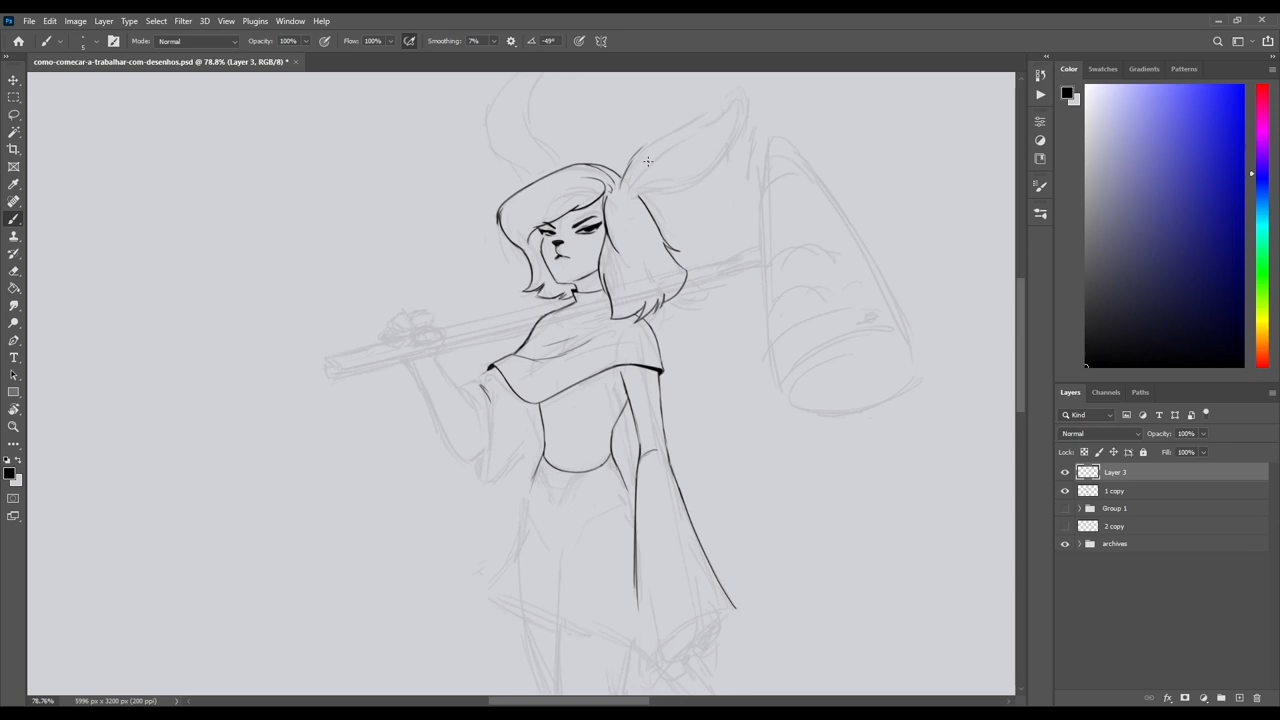 Ps File Edit Image Layer Type Select Filter 3D View Plugins Window Help
5 Mode: Normal Opacity: 100% Flow: 100% Smoothing: 7% -49°
como-comecar-a-trabalhar-com-desenhos.psd @ 78.8% (Layer 3, RGB/8) *
Color Swatches Gradients Patterns
Layers Channels Paths
Kind
Normal Opacity: 100%
Lock: Fill: 100%
Layer 3
1 copy
Group 1
2 copy
archives
78.76% 5996 px x 3200 px (200 ppi)